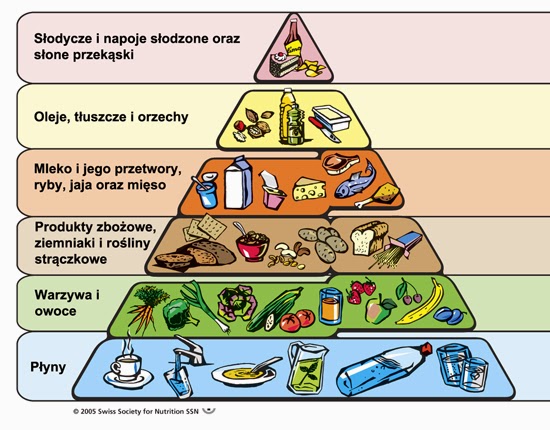 Słodycze i napoje słodzone oraz
słone przekąski
Oleje, tłuszcze i orzechy
Mleko i jego przetwory,
ryby, jaja oraz mięso
Produkty zbożowe,
ziemniaki i rośliny
strączkowe
Warzywa i
owoce
Płyny
© 2005 Swiss Society for Nutrition SSN